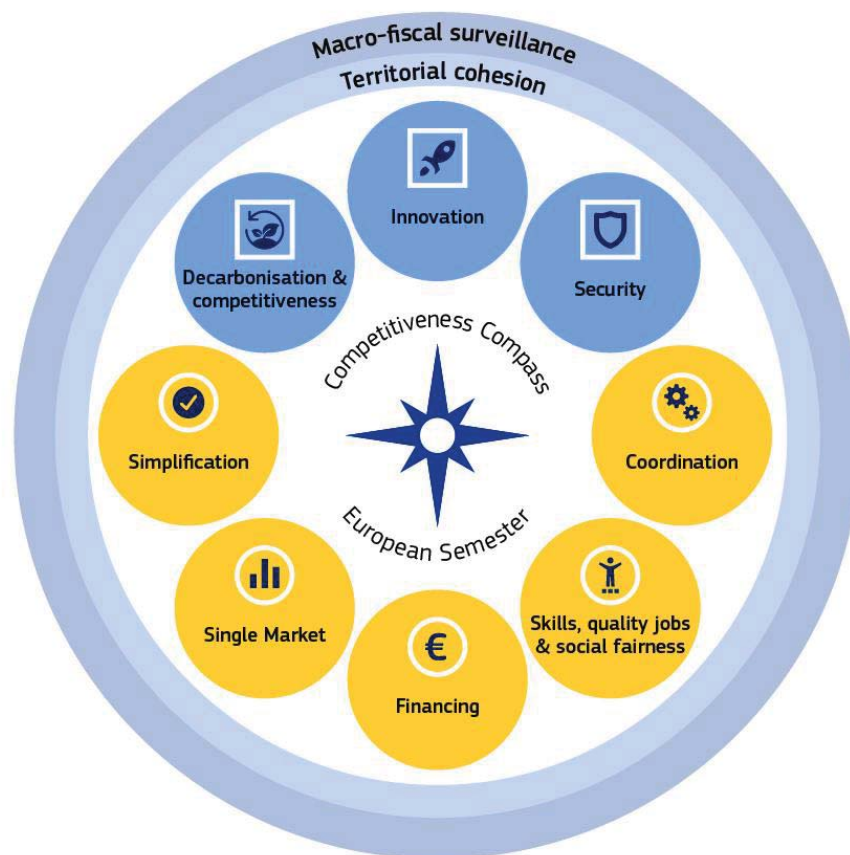 Macro-fiscal surveillance
Territorial cohesion
Innovation
Decarbonisation &
competitiveness
Security
Competitiveness Compass
Simplification
Coordination
European Semester
Single Market
Skills, quality jobs
& social fairness
€
Financing